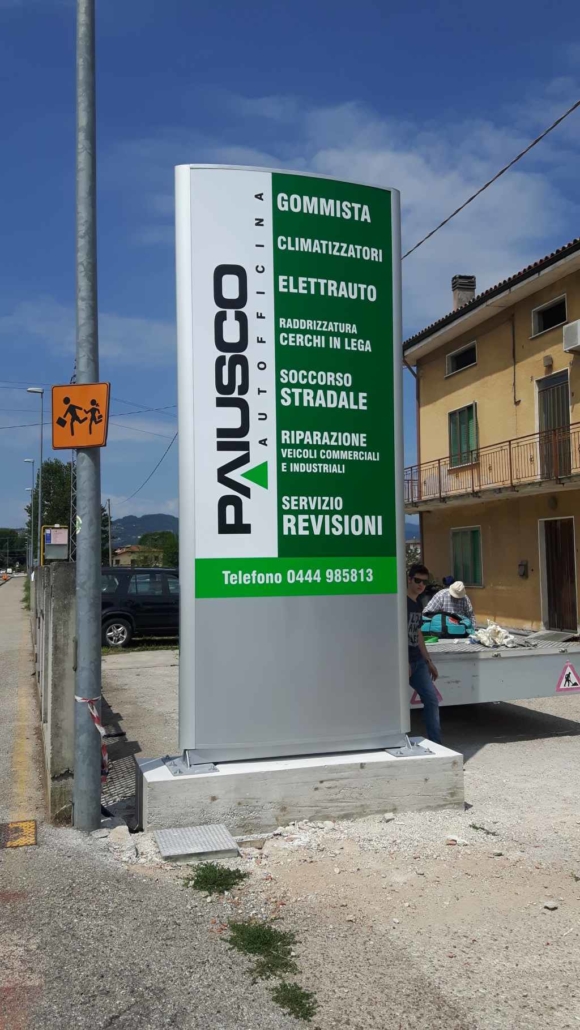 PAIUSCO
AUTOFFICINA
GOMMISTA
CLIMATIZZATORI
ELETTRAUTO
RADDRIZZATURA
CERCHI IN LEGA
SOCCORSO
STRADALE
RIPARAZIONE
VEICOLI COMMERCIALI
E INDUSTRIALI
SERVIZIO
REVISIONI
Telefono 0444 985813